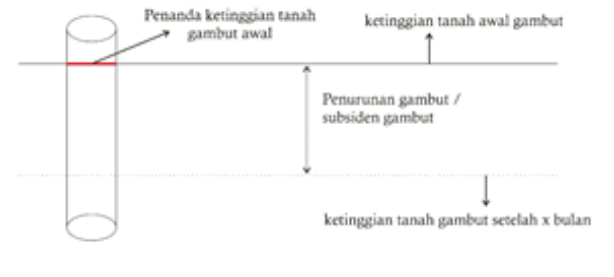 Penanda ketinggian tanah
gambut awal
ketinggian tanah awal gambut
Penurunan gambut /
subsiden gambut
ketinggian tanah gambut setelah x bulan